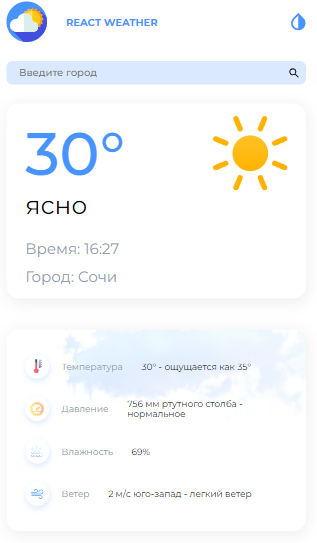 REACT WEATHER
Введите город
30°
ЯСНО
Время: 16:27
Город: Сочи
Температура 30° - ощущается как 35°
Давление 756 мм ртутного столба -
нормальное
Влажность 69%
Ветер 2 м/с юго-запад - легкий ветер